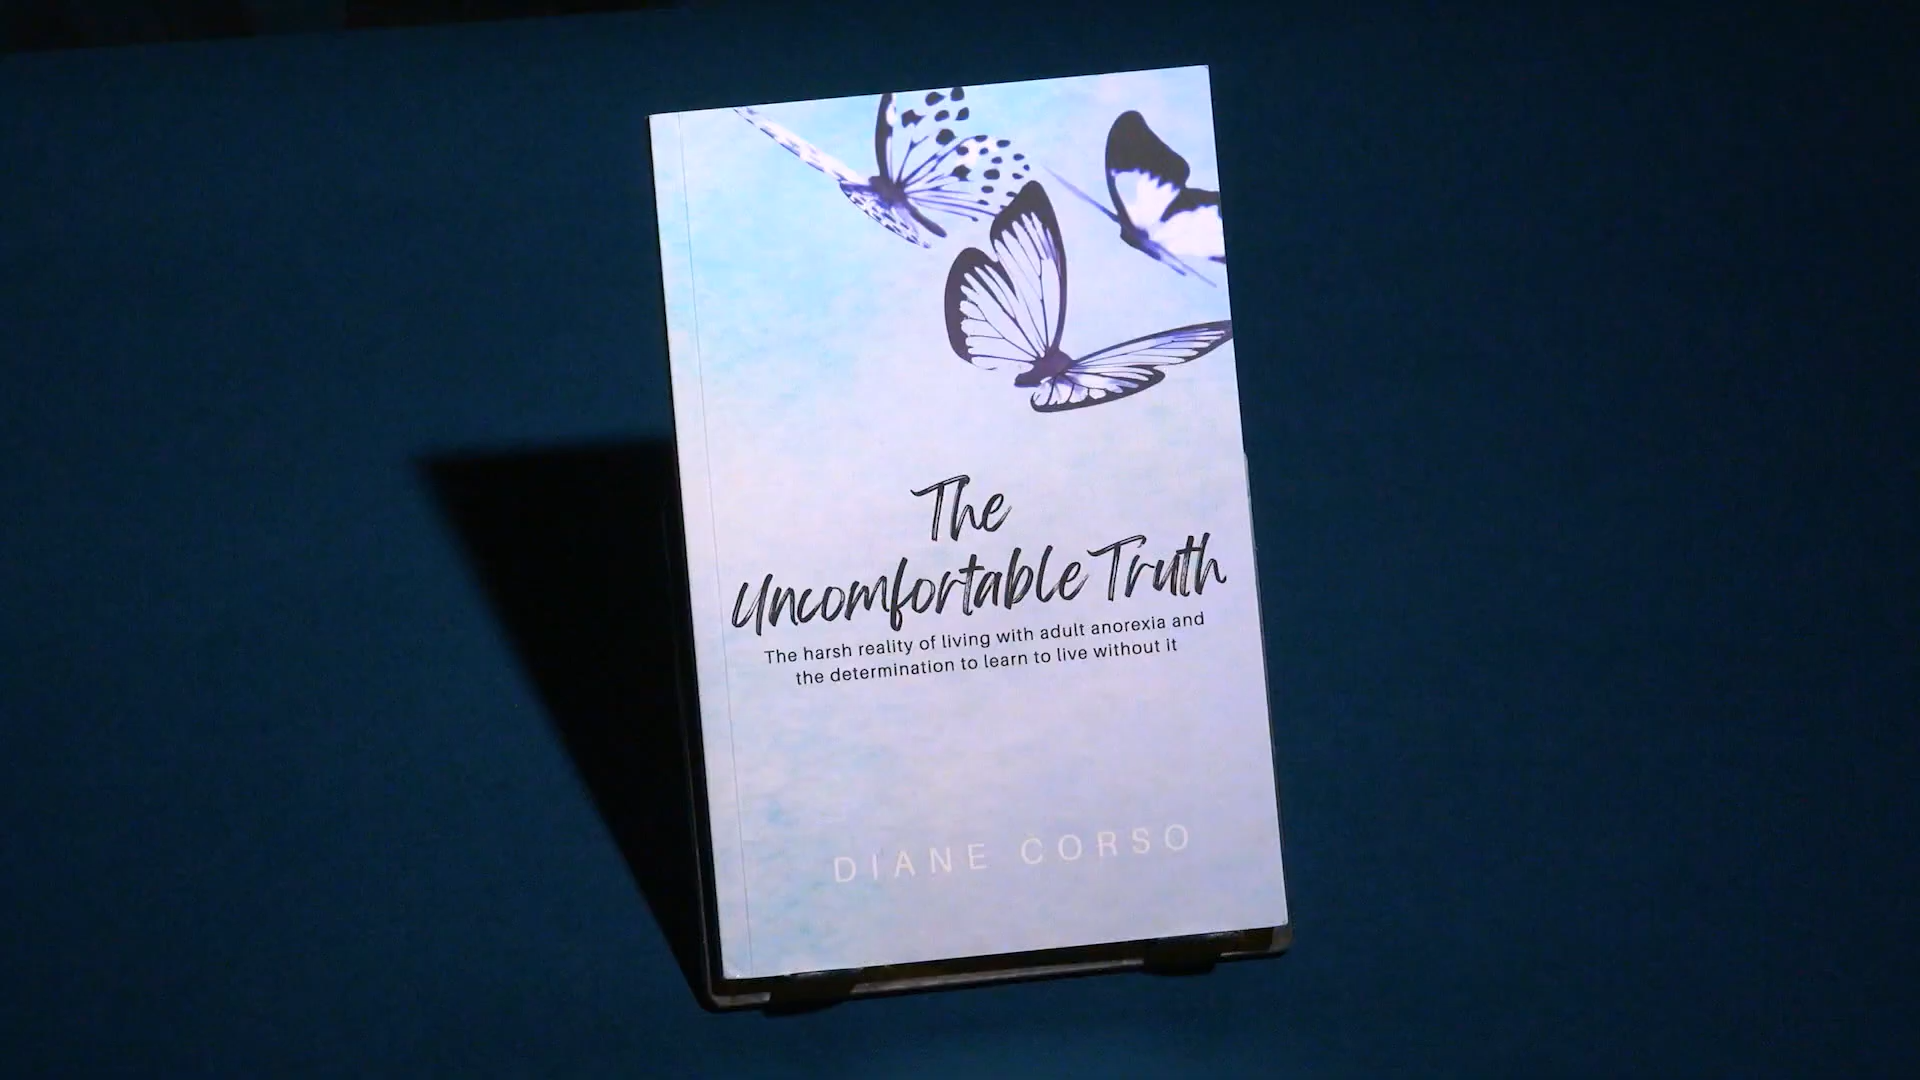 The
Uncomfortable Truth
The harsh reality of living with adult anorexia and
the determination to learn to live without it
DIANE CORSO